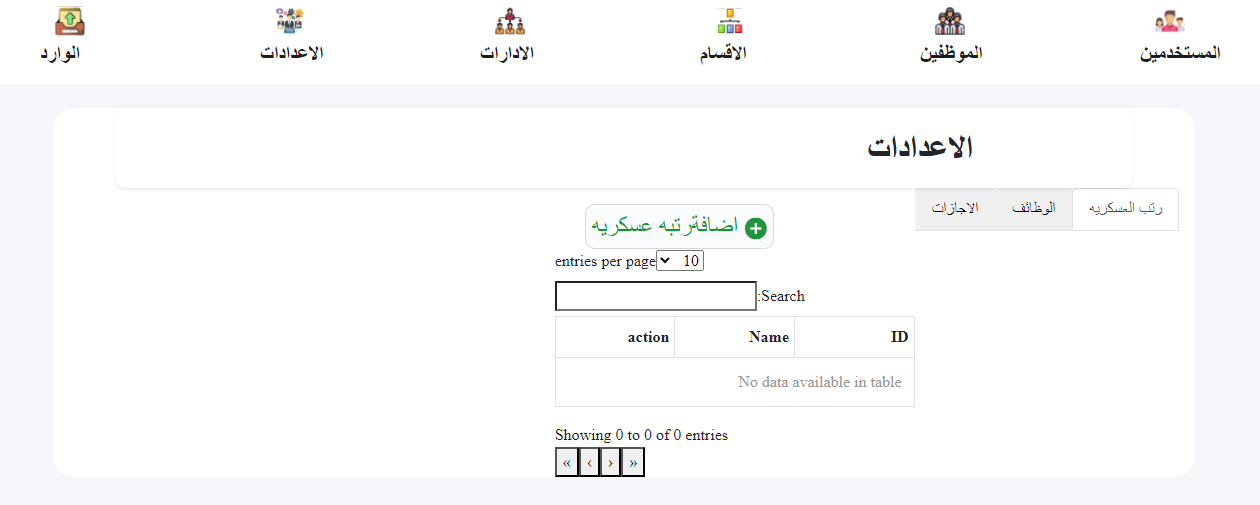 المستخدمين
الموظفين
الاقسام
الادارات
الاعدادات
الوارد
الاعدادات
رتب العسكريه
الوظائف
الاجازات
اضافةرتبه عسكريه
10 entries per page
Search:
ID Name action
No data available in table
Showing 0 to 0 of 0 entries
« ‹ › »